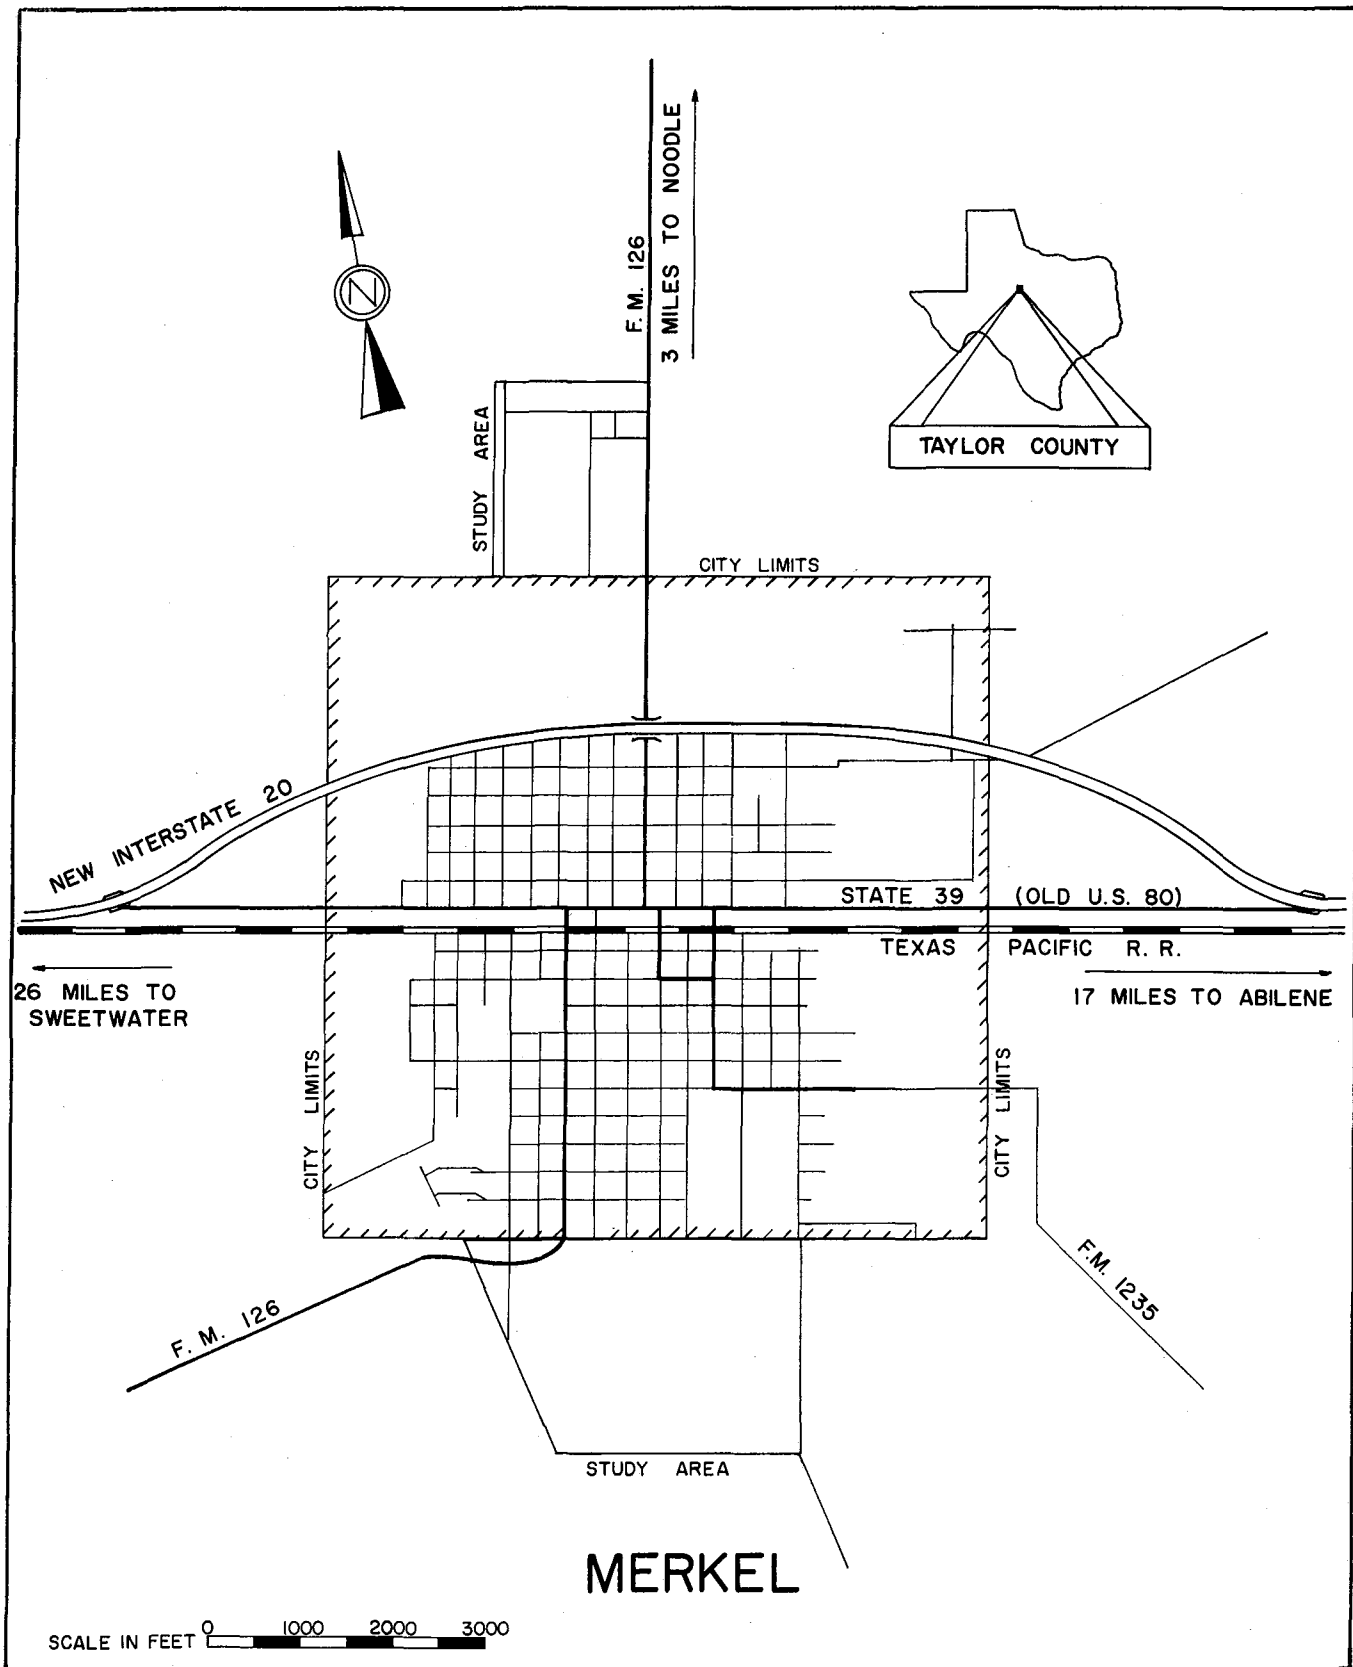 3 MILES TO NOODLE
F. M. 126
N
STUDY AREA
TAYLOR COUNTY
CITY LIMITS
NEW INTERSTATE 20
STATE 39 (OLD U.S. 80)
TEXAS PACIFIC R. R.
26 MILES TO
SWEETWATER
17 MILES TO ABILENE
CITY LIMITS
CITY LIMITS
F. M. 126
F.M. 1235
STUDY AREA
MERKEL
SCALE IN FEET 0 1000 2000 3000